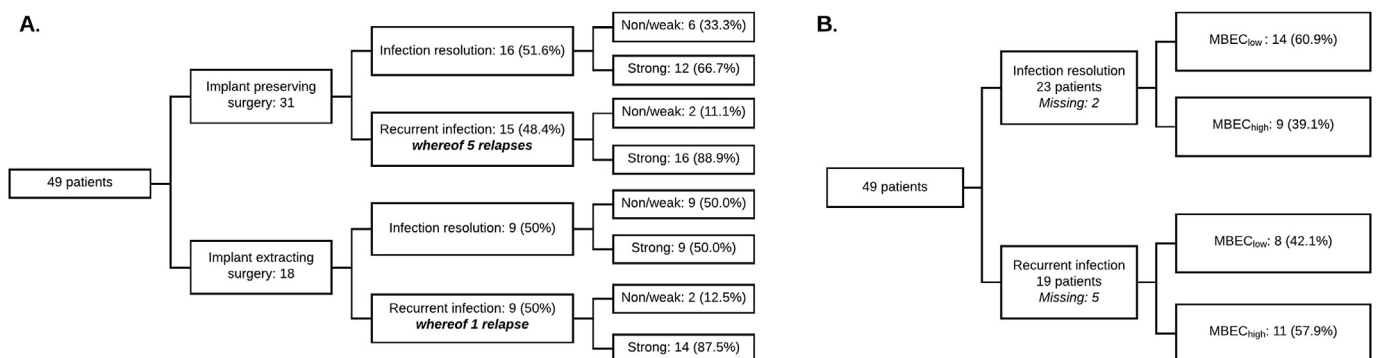 A.
49 patients
Implant preserving
surgery: 31
Infection resolution: 16 (51.6%)
Non/weak: 6 (33.3%)
Strong: 12 (66.7%)
Recurrent infection: 15 (48.4%)
whereof 5 relapses
Non/weak: 2 (11.1%)
Strong: 16 (88.9%)
Implant extracting
surgery: 18
Infection resolution: 9 (50%)
Non/weak: 9 (50.0%)
Strong: 9 (50.0%)
Recurrent infection: 9 (50%)
whereof 1 relapse
Non/weak: 2 (12.5%)
Strong: 14 (87.5%)
B.
49 patients
Infection resolution
23 patients
Missing: 2
MBEClow : 14 (60.9%)
MBEChigh: 9 (39.1%)
Recurrent infection
19 patients
Missing: 5
MBEClow: 8 (42.1%)
MBEChigh: 11 (57.9%)